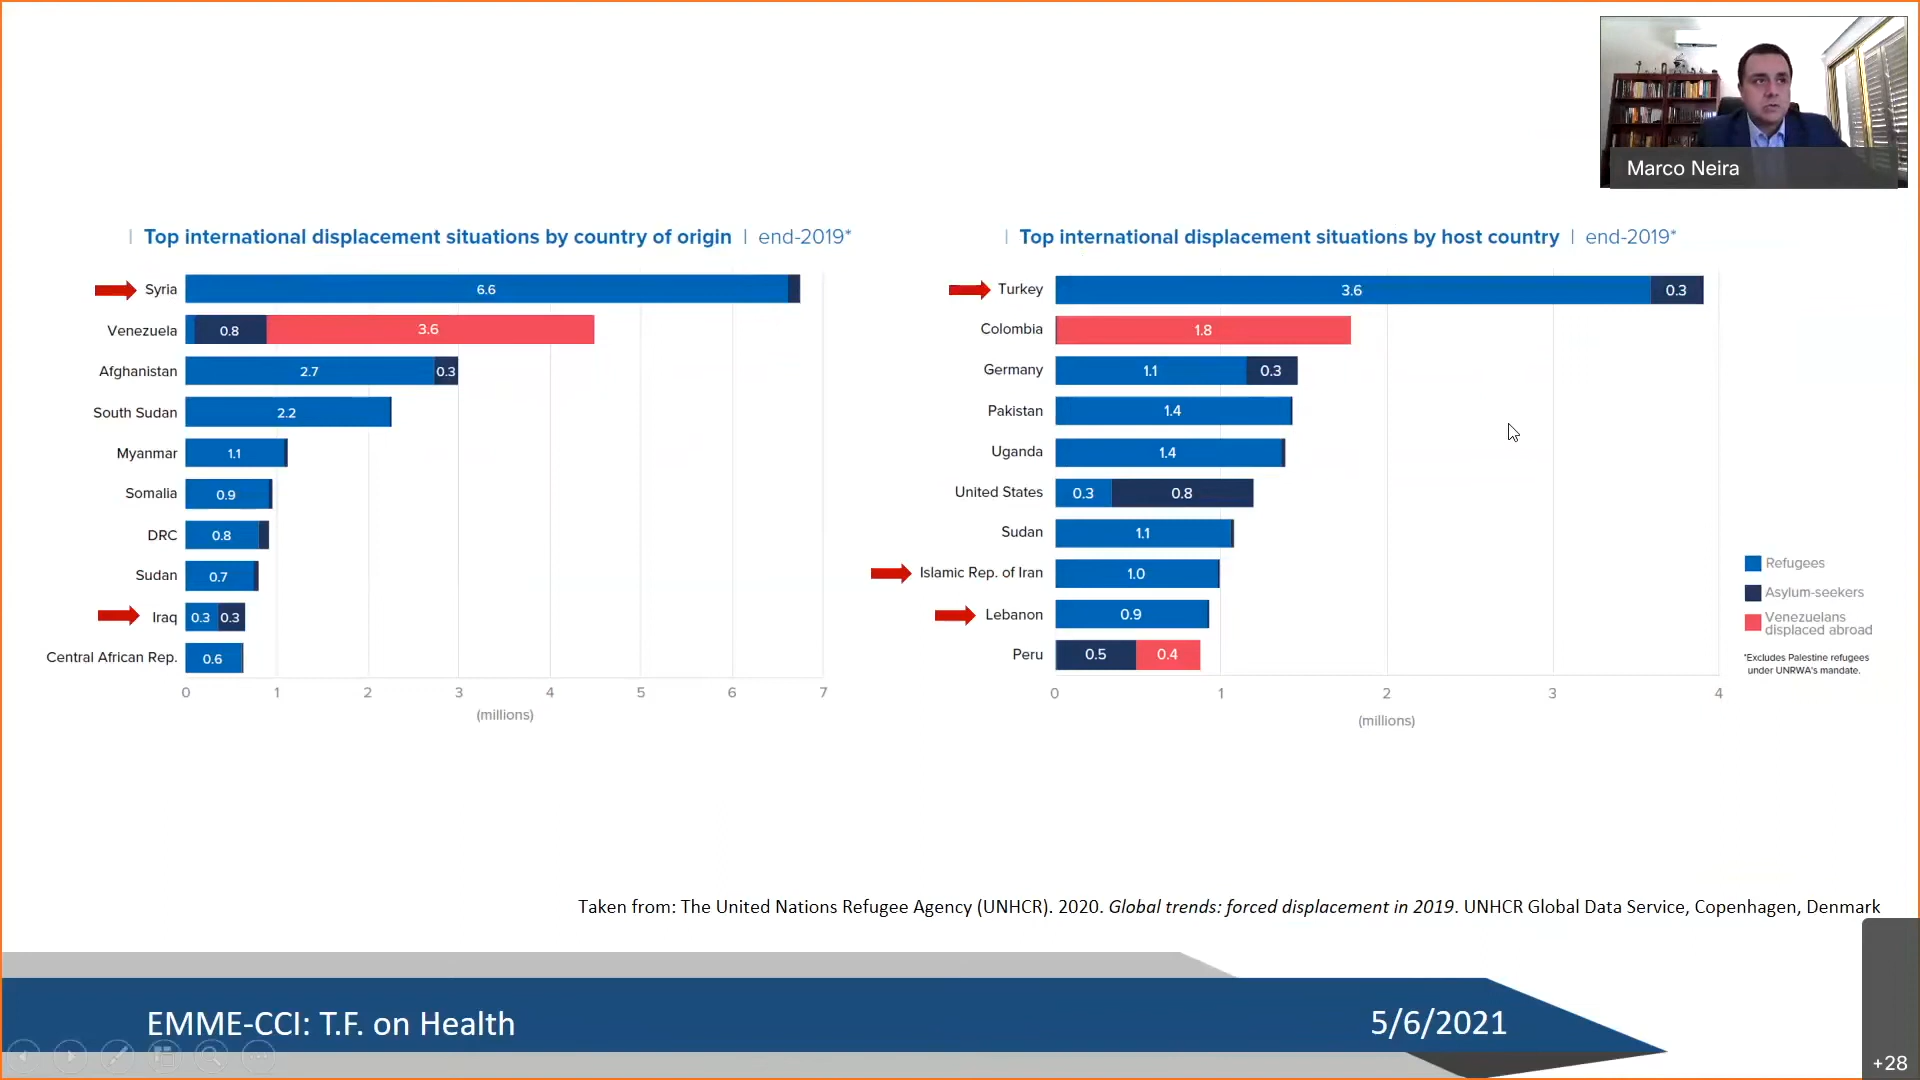 Marco Neira
Top international displacement situations by country of origin | end-2019*
Syria 6.6
Venezuela 0.8 3.6
Afghanistan 2.7 0.3
South Sudan 2.2
Myanmar 1.1
Somalia 0.9
DRC 0.8
Sudan 0.7
Iraq 0.3 0.3
Central African Rep. 0.6
0 1 2 3 4 5 6 7
(millions)
Top international displacement situations by host country | end-2019*
Turkey 3.6 0.3
Colombia 1.8
Germany 1.1 0.3
Pakistan 1.4
Uganda 1.4
United States 0.3 0.8
Sudan 1.1
Islamic Rep. of Iran 1.0
Lebanon 0.9
Peru 0.5 0.4
0 1 2 3 4
(millions)
Refugees
Asylum-seekers
Venezuelans
displaced abroad
*Excludes Palestine refugees
under UNRWA's mandate.
Taken from: The United Nations Refugee Agency (UNHCR). 2020. Global trends: forced displacement in 2019. UNHCR Global Data Service, Copenhagen, Denmark
EMME-CCI: T.F. on Health
5/6/2021
+28